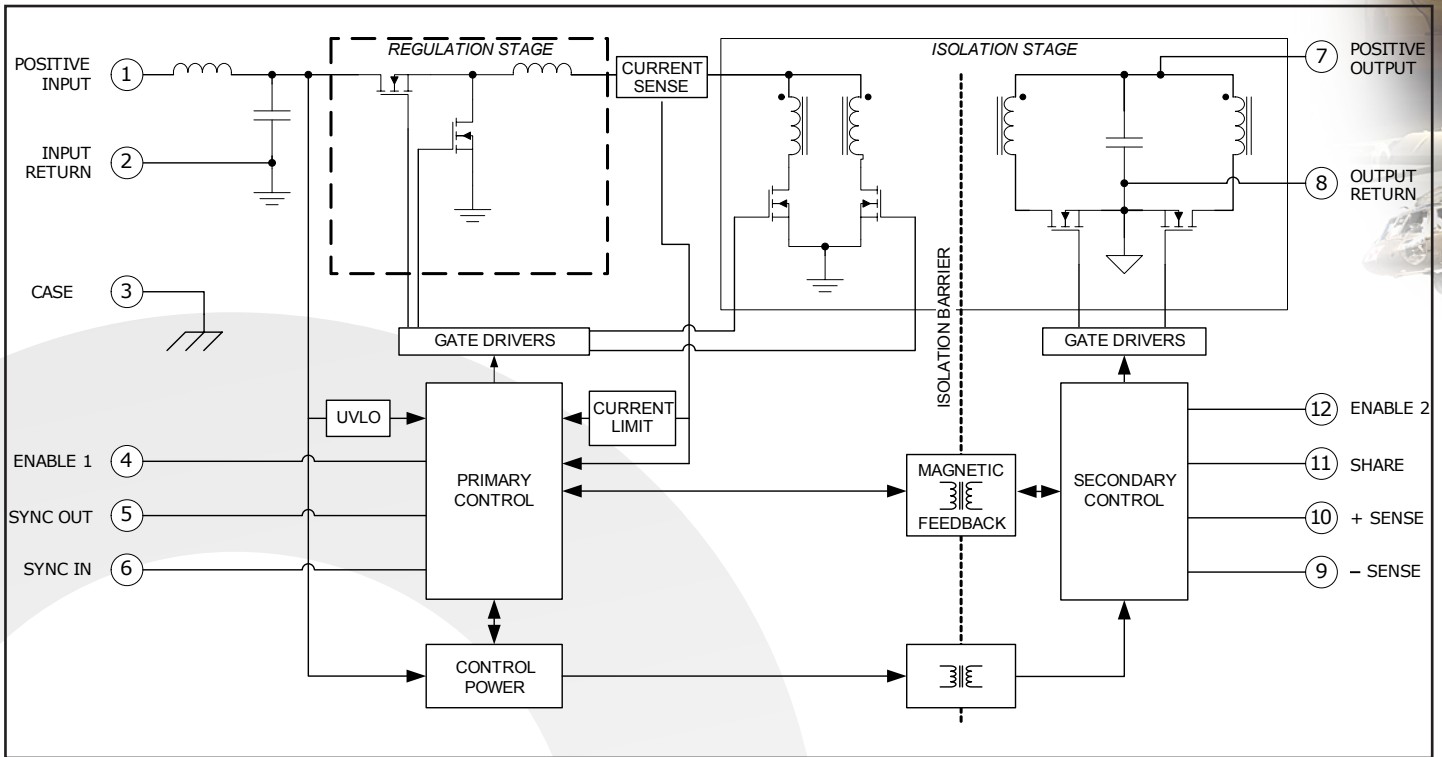 REGULATION STAGE
ISOLATION STAGE
POSITIVE
INPUT
1
CURRENT
SENSE
7
POSITIVE
OUTPUT
INPUT
RETURN
2
8
OUTPUT
RETURN
CASE
3
ISOLATION BARRIER
GATE DRIVERS
GATE DRIVERS
UVLO
CURRENT
LIMIT
12
ENABLE 2
ENABLE 1
4
PRIMARY
CONTROL
MAGNETIC
FEEDBACK
SECONDARY
CONTROL
11
SHARE
SYNC OUT
5
10
+ SENSE
SYNC IN
6
9
– SENSE
CONTROL
POWER